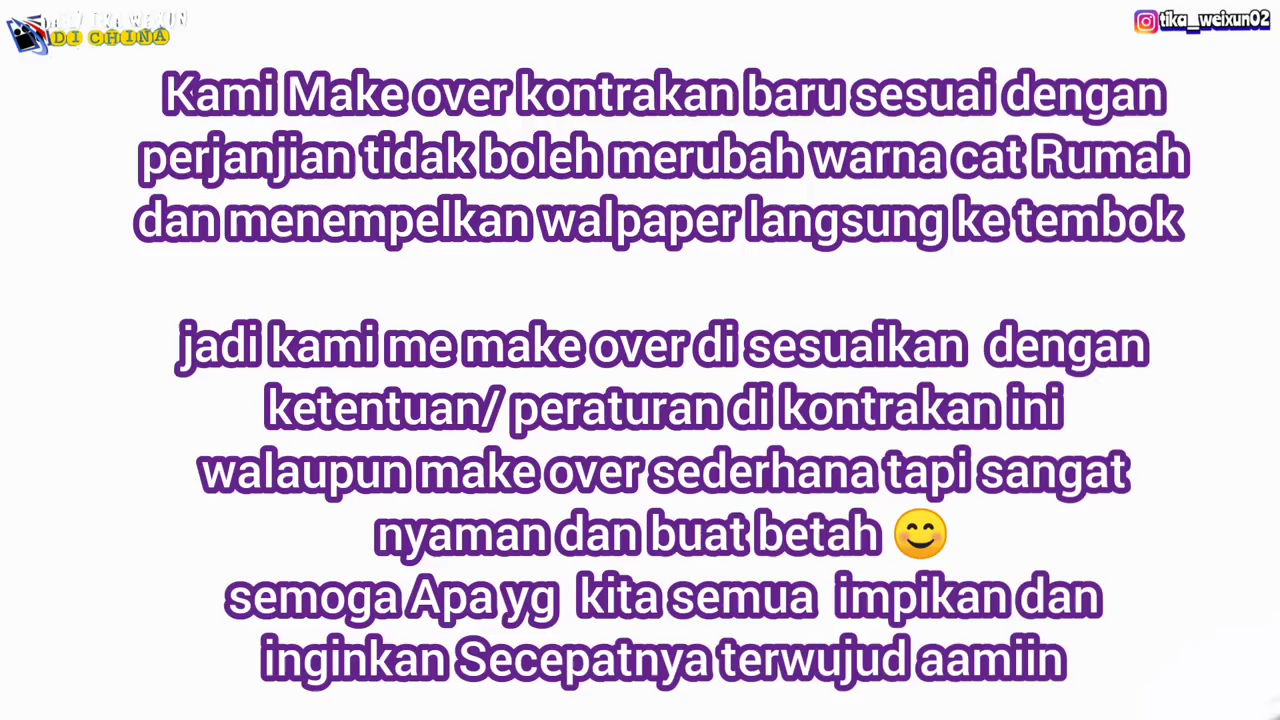 TIKA WEIXUN
DI CHINA
tika_weixun02
Kami Make over kontrakan baru sesuai dengan
perjanjian tidak boleh merubah warna cat Rumah
dan menempelkan walpaper langsung ke tembok
jadi kami me make over di sesuaikan dengan
ketentuan/ peraturan di kontrakan ini
walaupun make over sederhana tapi sangat
nyaman dan buat betah 😊
semoga Apa yg kita semua impikan dan
inginkan Secepatnya terwujud aamiin